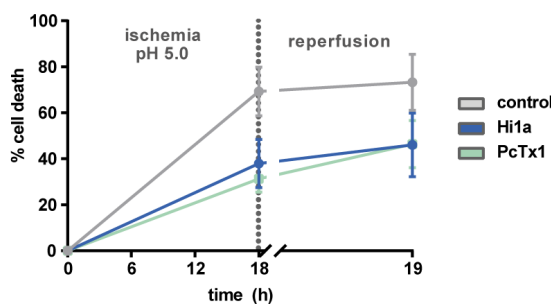 100
80
60
40
20
0
% cell death
ischemia
pH 5.0
reperfusion
0
6
12
18
19
time (h)
control
Hi1a
PcTx1